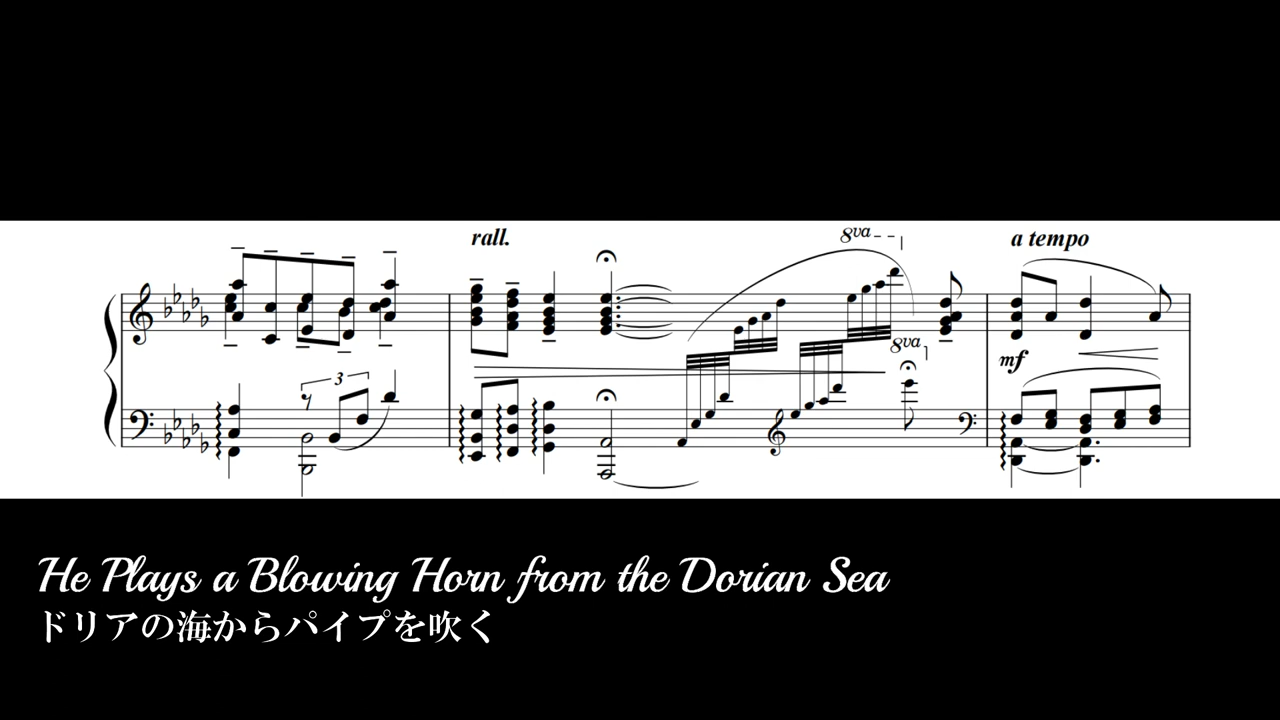 rall.
8va
a tempo
8va
mf
3
He Plays a Blowing Horn from the Dorian Sea
ドリアの海からパイプを吹く